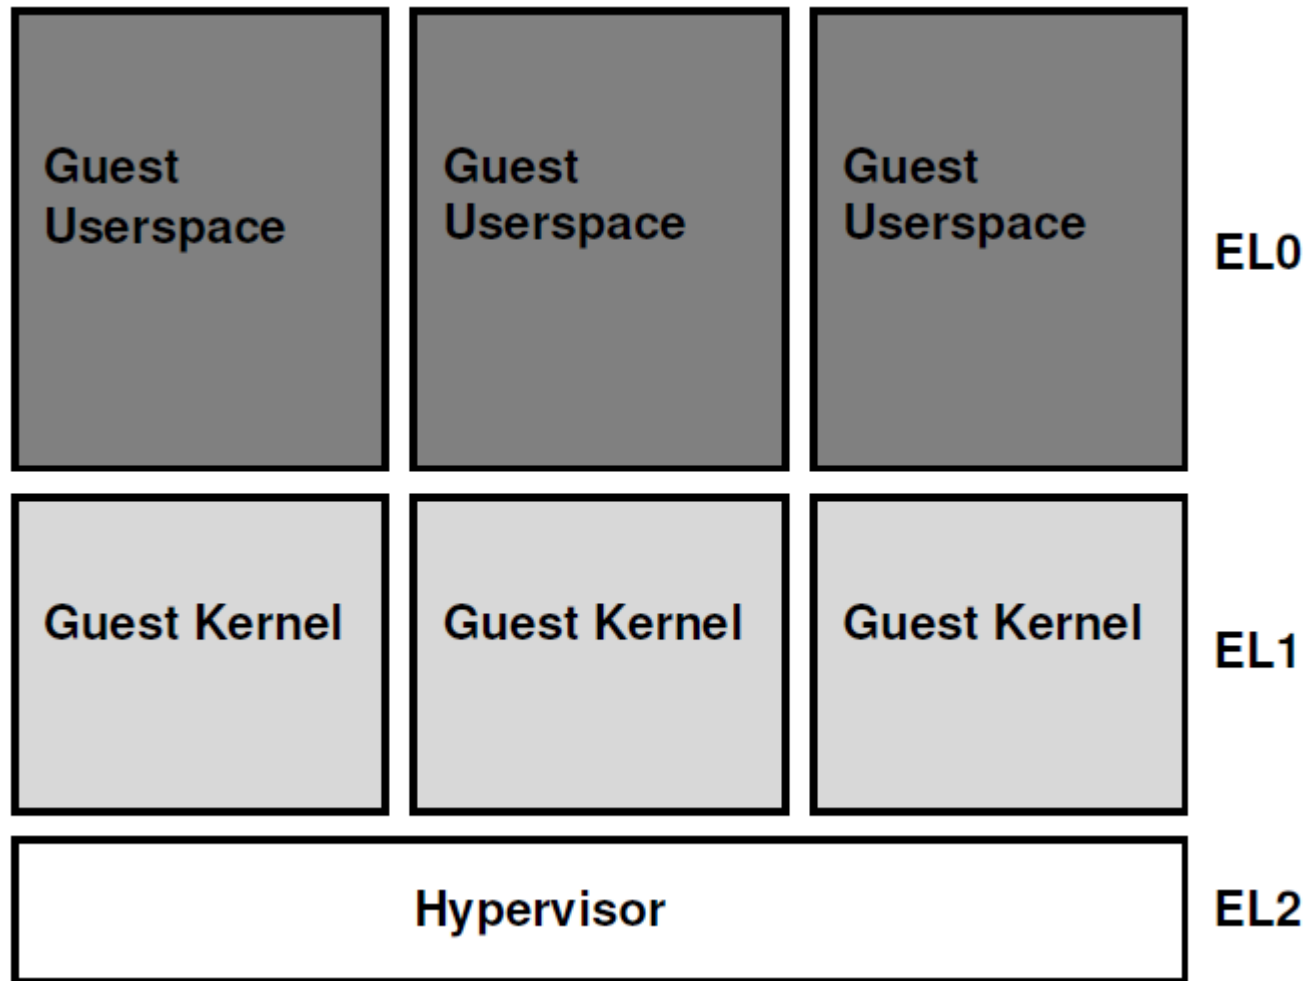 Guest
Userspace
Guest
Userspace
Guest
Userspace
EL0
Guest Kernel
Guest Kernel
Guest Kernel
EL1
Hypervisor
EL2